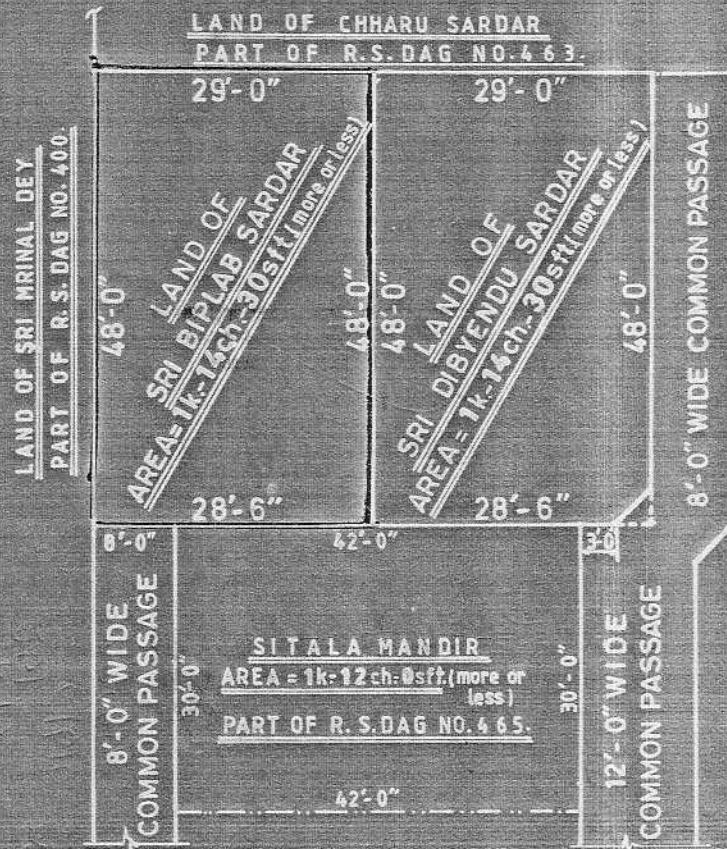 LAND OF CHHARU SARDAR
PART OF R.S. DAG NO. 463.
29'-0"
29'-0"
LAND OF SRI MRINAL DEY
PART OF R.S. DAG NO. 400.
48'-0"
LAND OF
SRI BIPLAB SARDAR
AREA = 1k.-14ch.-30sft(more or less)
48'-0"
48'-0"
LAND OF
SRI DIBYENDU SARDAR
AREA = 1k.-14ch.-30sft(more or less)
48'-0"
8'-0" WIDE COMMON PASSAGE
28'-6"
28'-6"
8'-0"
42'-0"
3'-0
8'-0" WIDE
COMMON PASSAGE
30'-0"
SITALA MANDIR
AREA = 1k-12ch-0sft.(more or
less)
PART OF R.S. DAG NO. 465.
30'-0"
12'-0" WIDE
COMMON PASSAGE
42'-0"